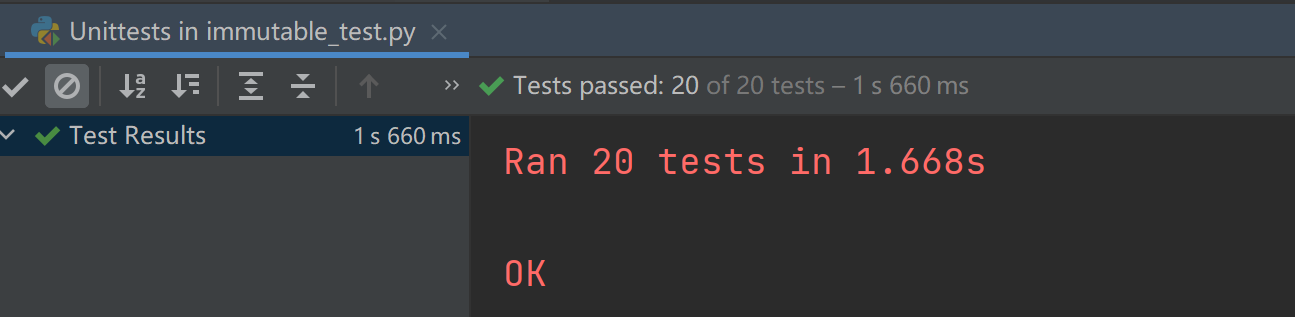 Unittests in immutable_test.py
Tests passed: 20 of 20 tests – 1 s 660 ms
Test Results 1 s 660 ms
Ran 20 tests in 1.668s
OK